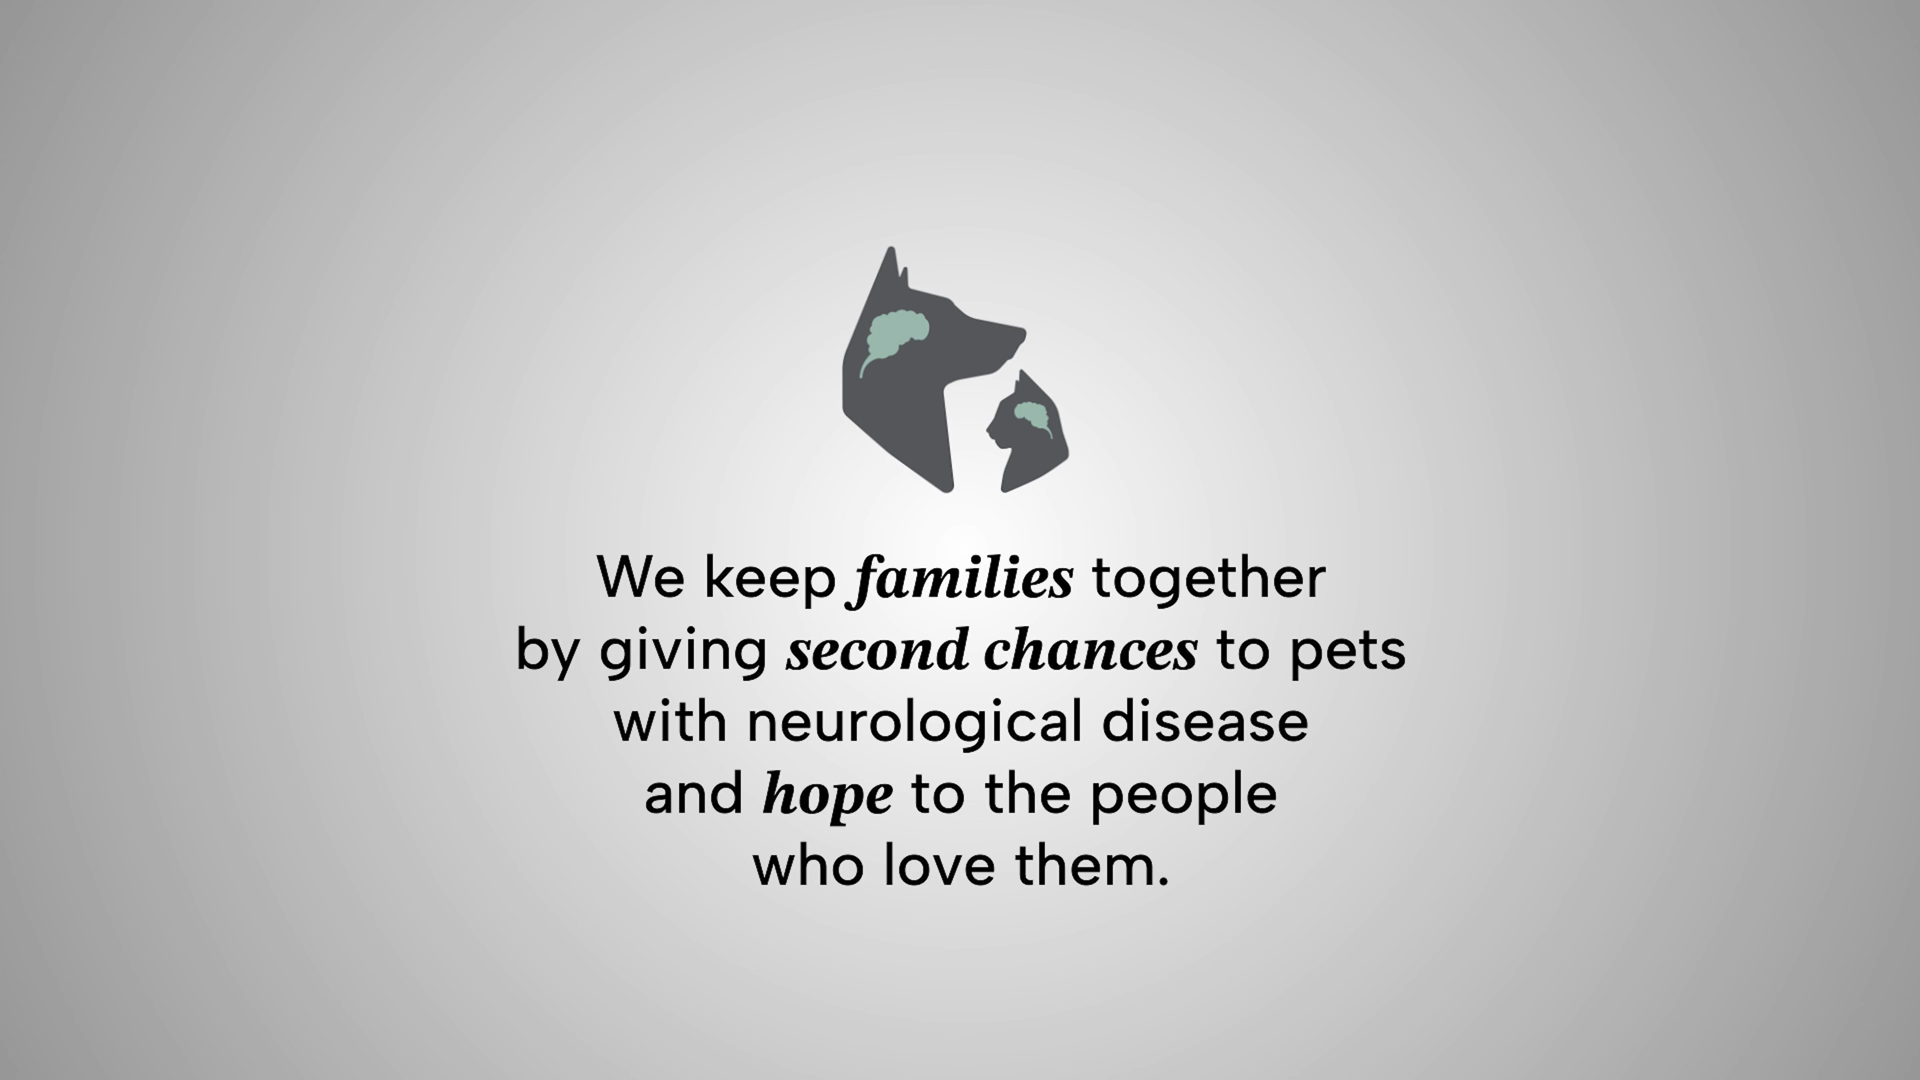 We keep families together
by giving second chances to pets
with neurological disease
and hope to the people
who love them.